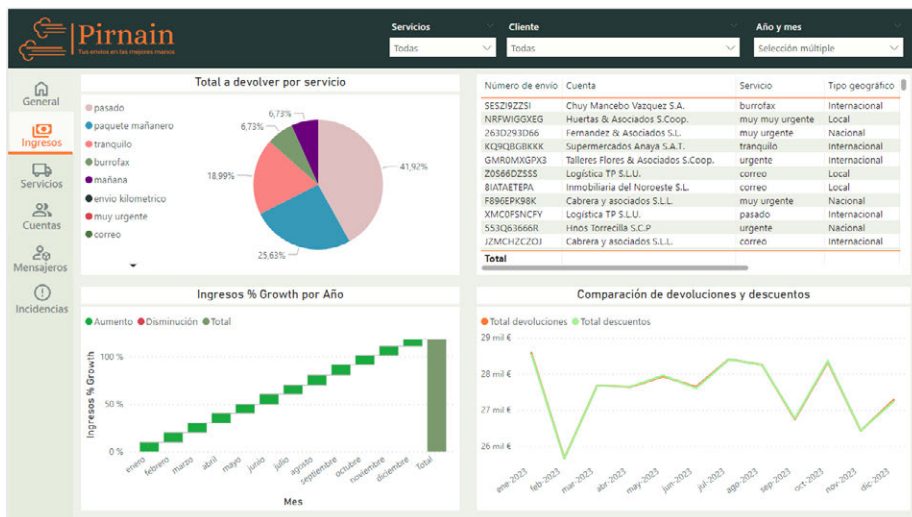 Pirnain
Tus envios en las mejores manos
Servicios
Todas
Cliente
Todas
Año y mes
Selección múltiple
General
Ingresos
Servicios
Cuentas
Mensajeros
Incidencias
Total a devolver por servicio
pasado
paquete mañanero
tranquilo
burrofax
mañana
envio kilometrico
muy urgente
correo
6,73%
6,73%
18,99%
41,92%
25,63%
Número de envío Cuenta Servicio Tipo geográfico
SESZI9ZZSI Chuy Mancebo Vazquez S.A. burrofax Internacional
NRFWIGGXEG Huertas & Asociados S.Coop. muy muy urgente Local
263D293D66 Fernandez & Asociados S.L. muy urgente Nacional
KQ9QBGBKKK Supermercados Anaya S.A.T. tranquilo Internacional
GMR0MXGPX3 Talleres Flores & Asociados S.Coop. urgente Internacional
Z0S66DZSSS Logística TP S.L.U. correo Local
8IATAETEPA Inmobiliaria del Noroeste S.L. correo Local
F896EPK98K Cabrera y asociados S.L.L. muy urgente Nacional
XMC0FSNCFY Logística TP S.L.U. pasado Internacional
553Q63666R Hnos Torrecilla S.C.P urgente Nacional
JZMCHZCZOJ Cabrera y asociados S.L.L. correo Internacional
Total
Ingresos % Growth por Año
Aumento Disminución Total
Ingresos % Growth
100 %
50 %
0 %
enero febrero marzo abril mayo junio julio agosto septiembre octubre noviembre diciembre Total
Mes
Comparación de devoluciones y descuentos
Total devoluciones Total descuentos
29 mil €
28 mil €
27 mil €
26 mil €
ene-2023 feb-2023 mar-2023 abr-2023 may-2023 jun-2023 jul-2023 ago-2023 sep-2023 oct-2023 nov-2023 dic-2023